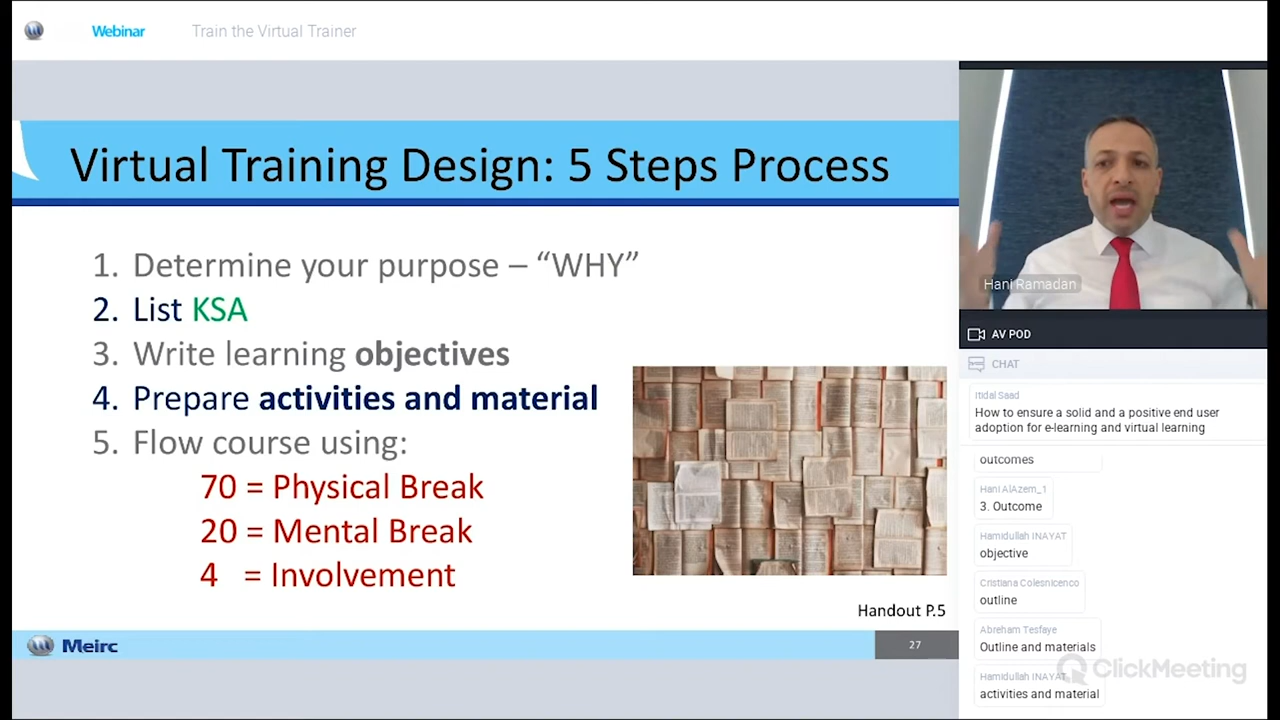 Webinar
Train the Virtual Trainer
Virtual Training Design: 5 Steps Process
1. Determine your purpose – “WHY”
2. List KSA
3. Write learning objectives
4. Prepare activities and material
5. Flow course using:
70 = Physical Break
20 = Mental Break
4 = Involvement
Handout P.5
Meirc
27
Hani Ramadan
AV POD
CHAT
Itidal Saad
How to ensure a solid and a positive end user
adoption for e-learning and virtual learning
outcomes
Hani AlAzem_1
3. Outcome
Hamidullah INAYAT
objective
Cristiana Colesnicenco
outline
Abreham Tesfaye
Outline and materials
Hamidullah INAYAT
activities and material
ClickMeeting